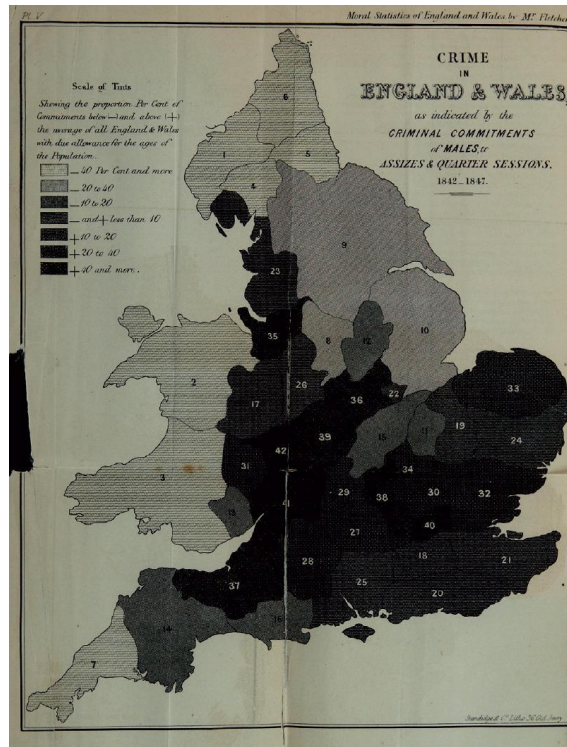 Pl. V.
Moral Statistics of England and Wales, by Mr. Fletcher
CRIME
IN
ENGLAND & WALES,
as indicated by the
CRIMINAL COMMITMENTS
of MALES, to
ASSIZES & QUARTER SESSIONS.
1842_1847.
Scale of Tints
Shewing the proportion Per Cent of
Commitments below (—) and above (+)
the average of all England & Wales
with due allowance for the ages of
the Population.
— 40 Per Cent and more
— 20 to 40
— 10 to 20
— and + less than 10
+ 10 to 20
+ 20 to 40
+ 40 and more.
6
1
5
4
9
23
35
8
12
10
2
26
17
36
22
33
39
15
11
19
24
42
3
31
34
13
41
29
38
30
32
27
40
28
18
21
37
25
20
14
16
7